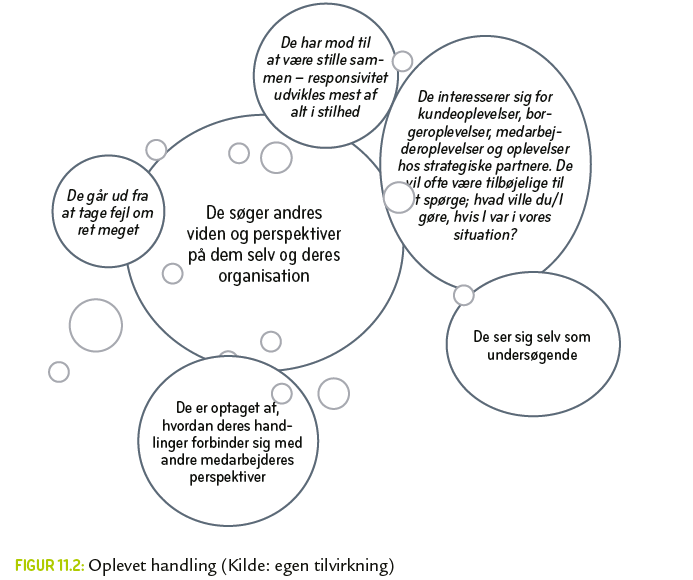 De har mod til
at være stille sam-
men – responsivitet
udvikles mest af
alt i stilhed
De interesserer sig for
kundeoplevelser, bor-
geroplevelser, medarbej-
deroplevelser og oplevelser
hos strategiske partnere. De
vil ofte være tilbøjelige til
t spørge; hvad ville du/I
gøre, hvis I var i vores
situation?
De går ud fra
at tage fejl om
ret meget
De søger andres
viden og perspektiver
på dem selv og deres
organisation
De ser sig selv som
undersøgende
De er optaget af,
hvordan deres hand-
linger forbinder sig med
andre medarbejderes
perspektiver
FIGUR 11.2: Oplevet handling (Kilde: egen tilvirkning)